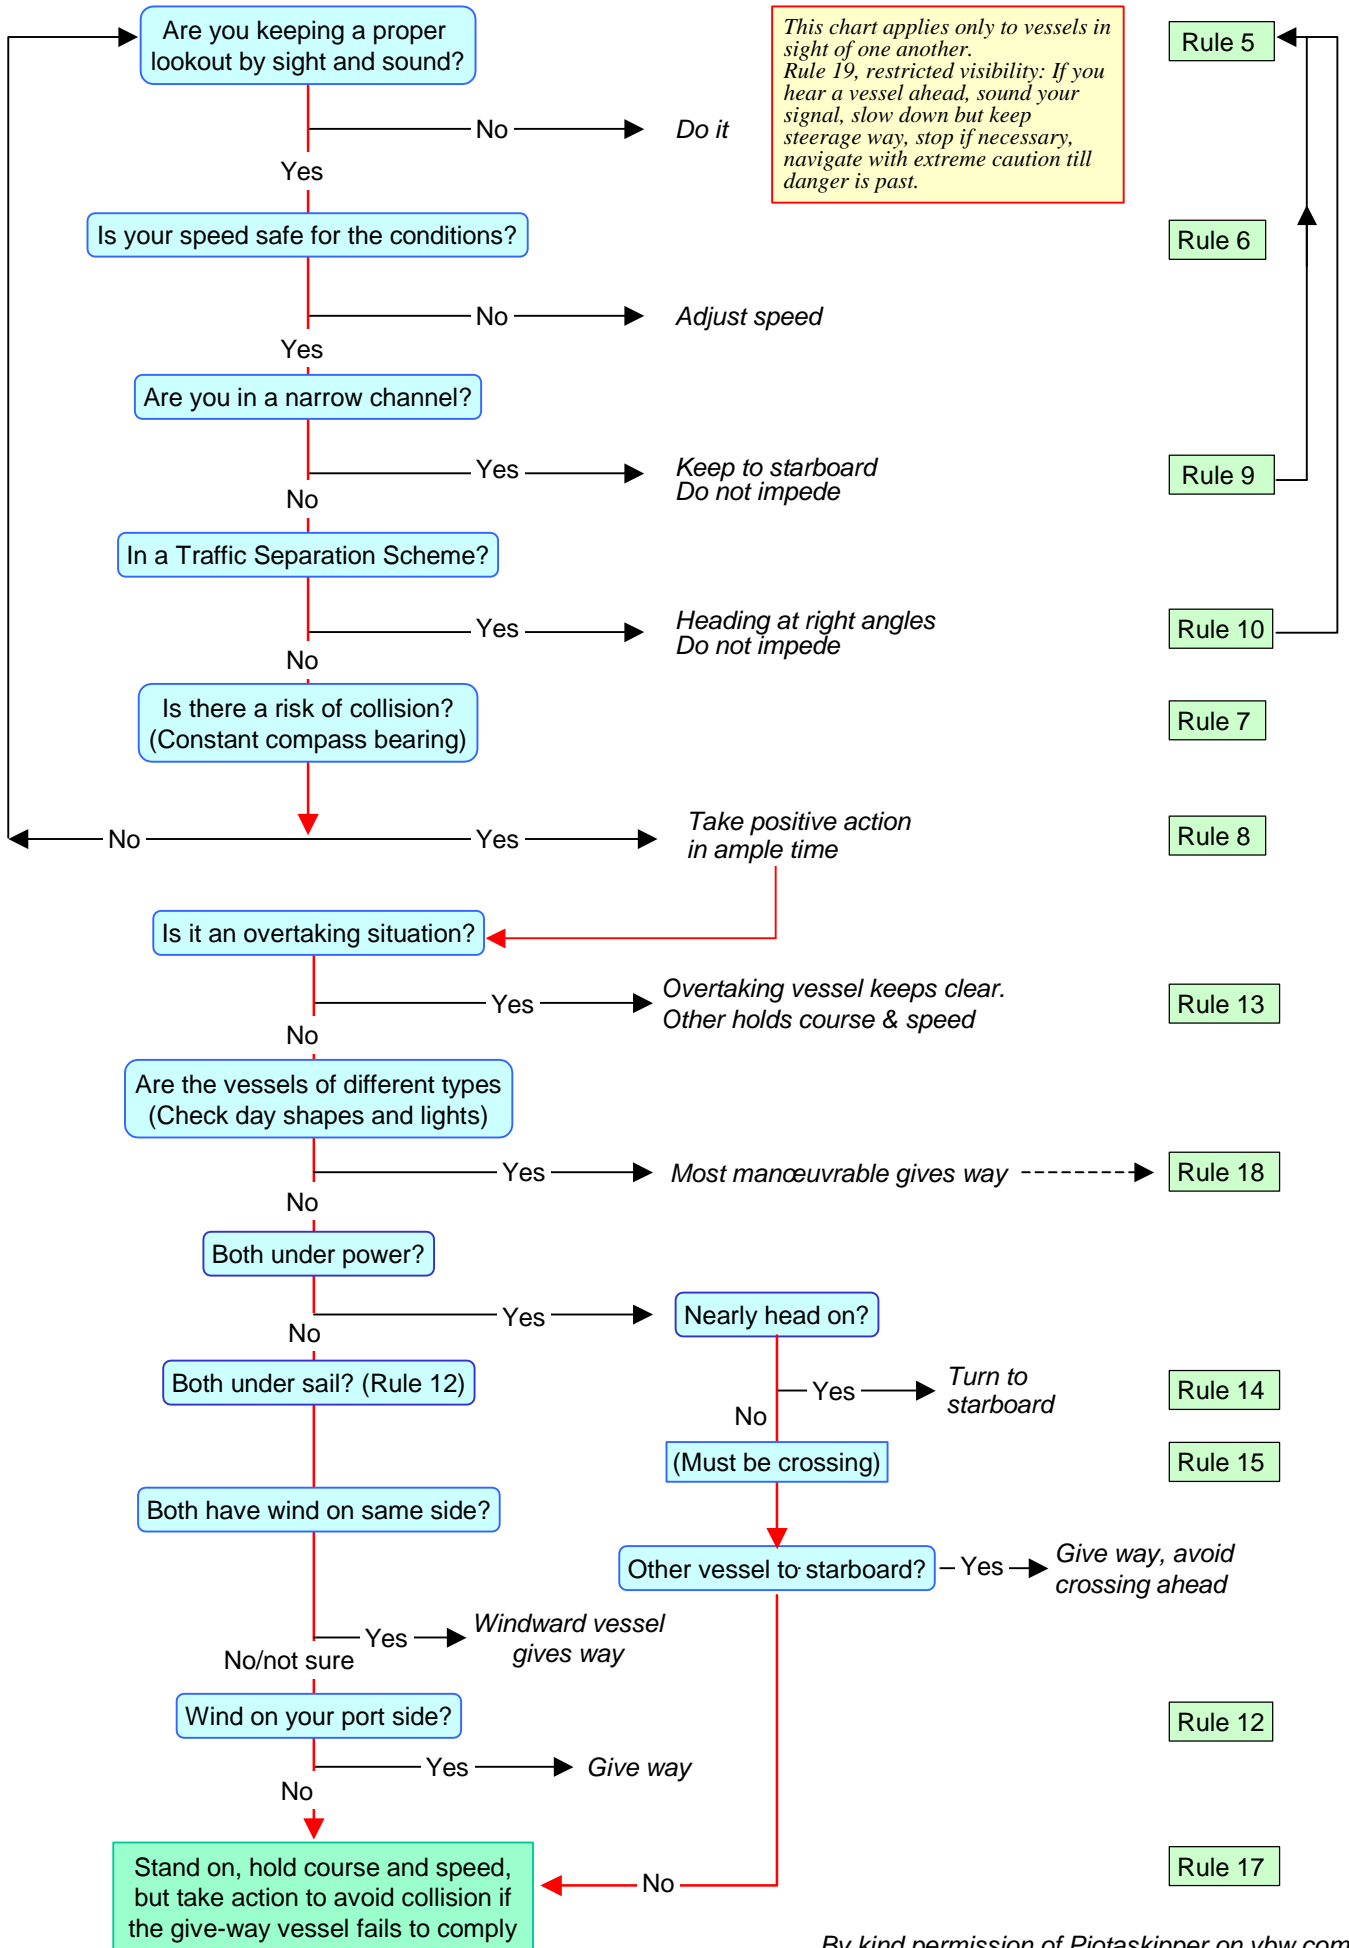 Are you keeping a proper
lookout by sight and sound?
This chart applies only to vessels in
sight of one another.
Rule 19, restricted visibility: If you
hear a vessel ahead, sound your
signal, slow down but keep
steerage way, stop if necessary,
navigate with extreme caution till
danger is past.
Rule 5
No
Do it
Yes
Is your speed safe for the conditions?
Rule 6
No
Adjust speed
Yes
Are you in a narrow channel?
Yes
Keep to starboard
Do not impede
Rule 9
No
In a Traffic Separation Scheme?
Yes
Heading at right angles
Do not impede
Rule 10
No
Is there a risk of collision?
(Constant compass bearing)
Rule 7
No
Yes
Take positive action
in ample time
Rule 8
Is it an overtaking situation?
Yes
Overtaking vessel keeps clear.
Other holds course & speed
Rule 13
No
Are the vessels of different types
(Check day shapes and lights)
Yes
Most manœuvrable gives way
Rule 18
No
Both under power?
Yes
Nearly head on?
No
Both under sail? (Rule 12)
Yes
Turn to
starboard
Rule 14
No
(Must be crossing)
Rule 15
Both have wind on same side?
Other vessel to starboard?
Yes
Give way, avoid
crossing ahead
Yes
Windward vessel
gives way
No/not sure
Wind on your port side?
Rule 12
Yes
Give way
No
Stand on, hold course and speed,
but take action to avoid collision if
the give-way vessel fails to comply
No
Rule 17
By kind permission of Piotaskipper on ybw.com